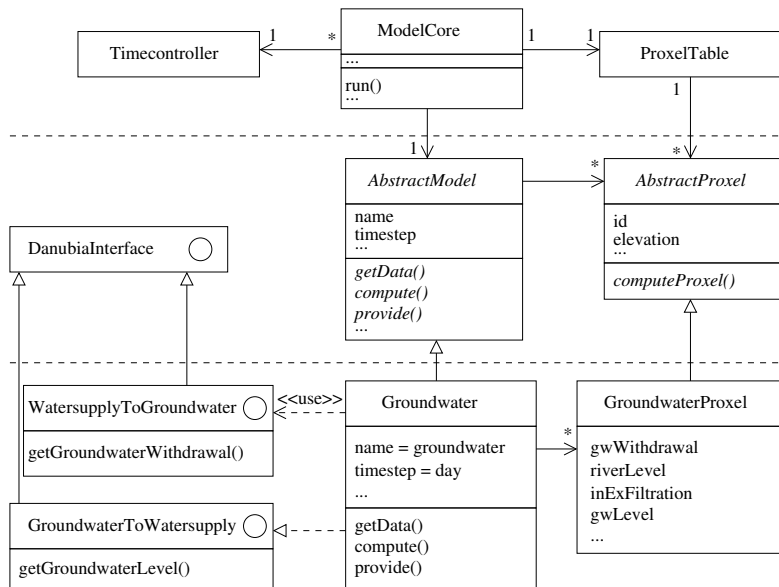 Timecontroller
1
*
ModelCore
...
run()
...
1
1
ProxelTable
1
1
*
AbstractModel
name
timestep
...
getData()
compute()
provide()
...
*
AbstractProxel
id
elevation
...
computeProxel()
DanubiaInterface
WatersupplyToGroundwater
getGroundwaterWithdrawal()
<<use>>
Groundwater
name = groundwater
timestep = day
...
getData()
compute()
provide()
*
GroundwaterProxel
gwWithdrawal
riverLevel
inExFiltration
gwLevel
...
GroundwaterToWatersupply
getGroundwaterLevel()